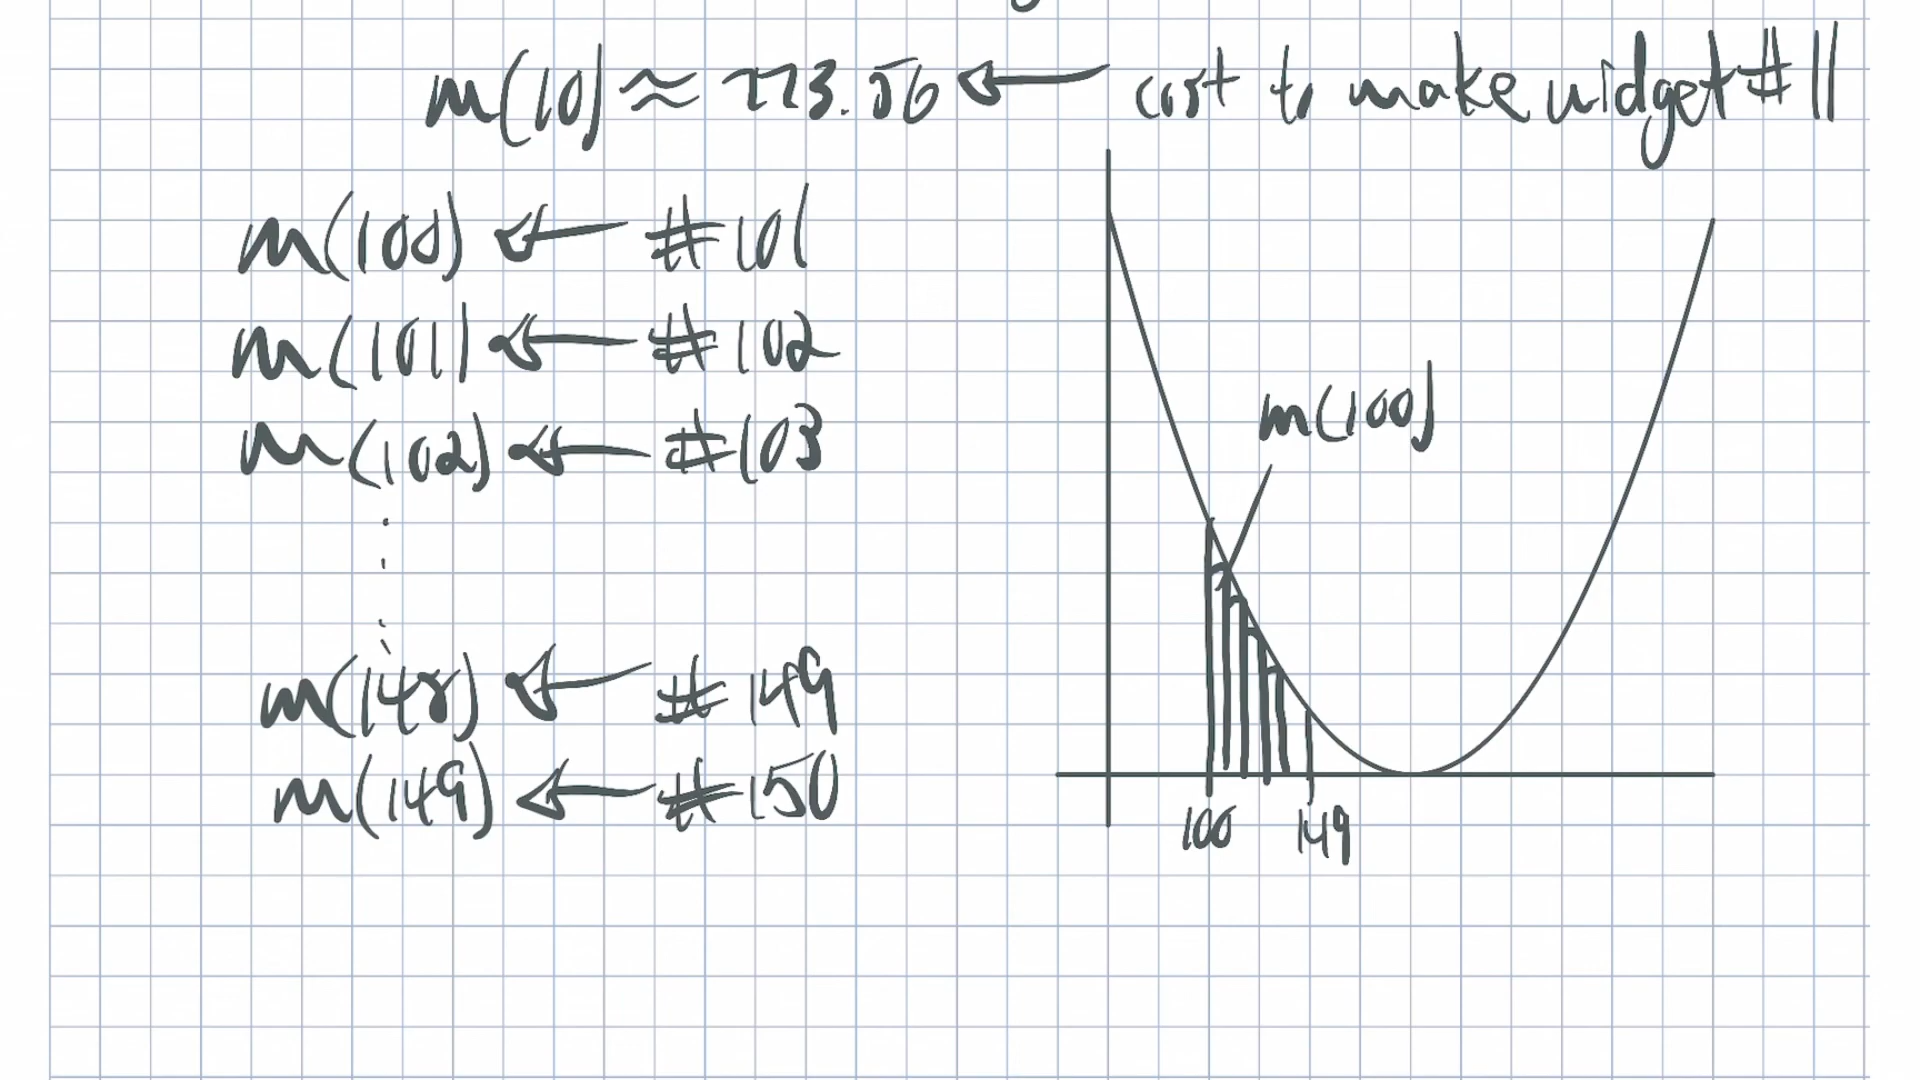 m(10) ≈ 223.56 ← cost to make widget #11
m(100) ← #101
m(101) ← #102
m(102) ← #103
⋮
m(148) ← #149
m(149) ← #150
m(100)
100 149